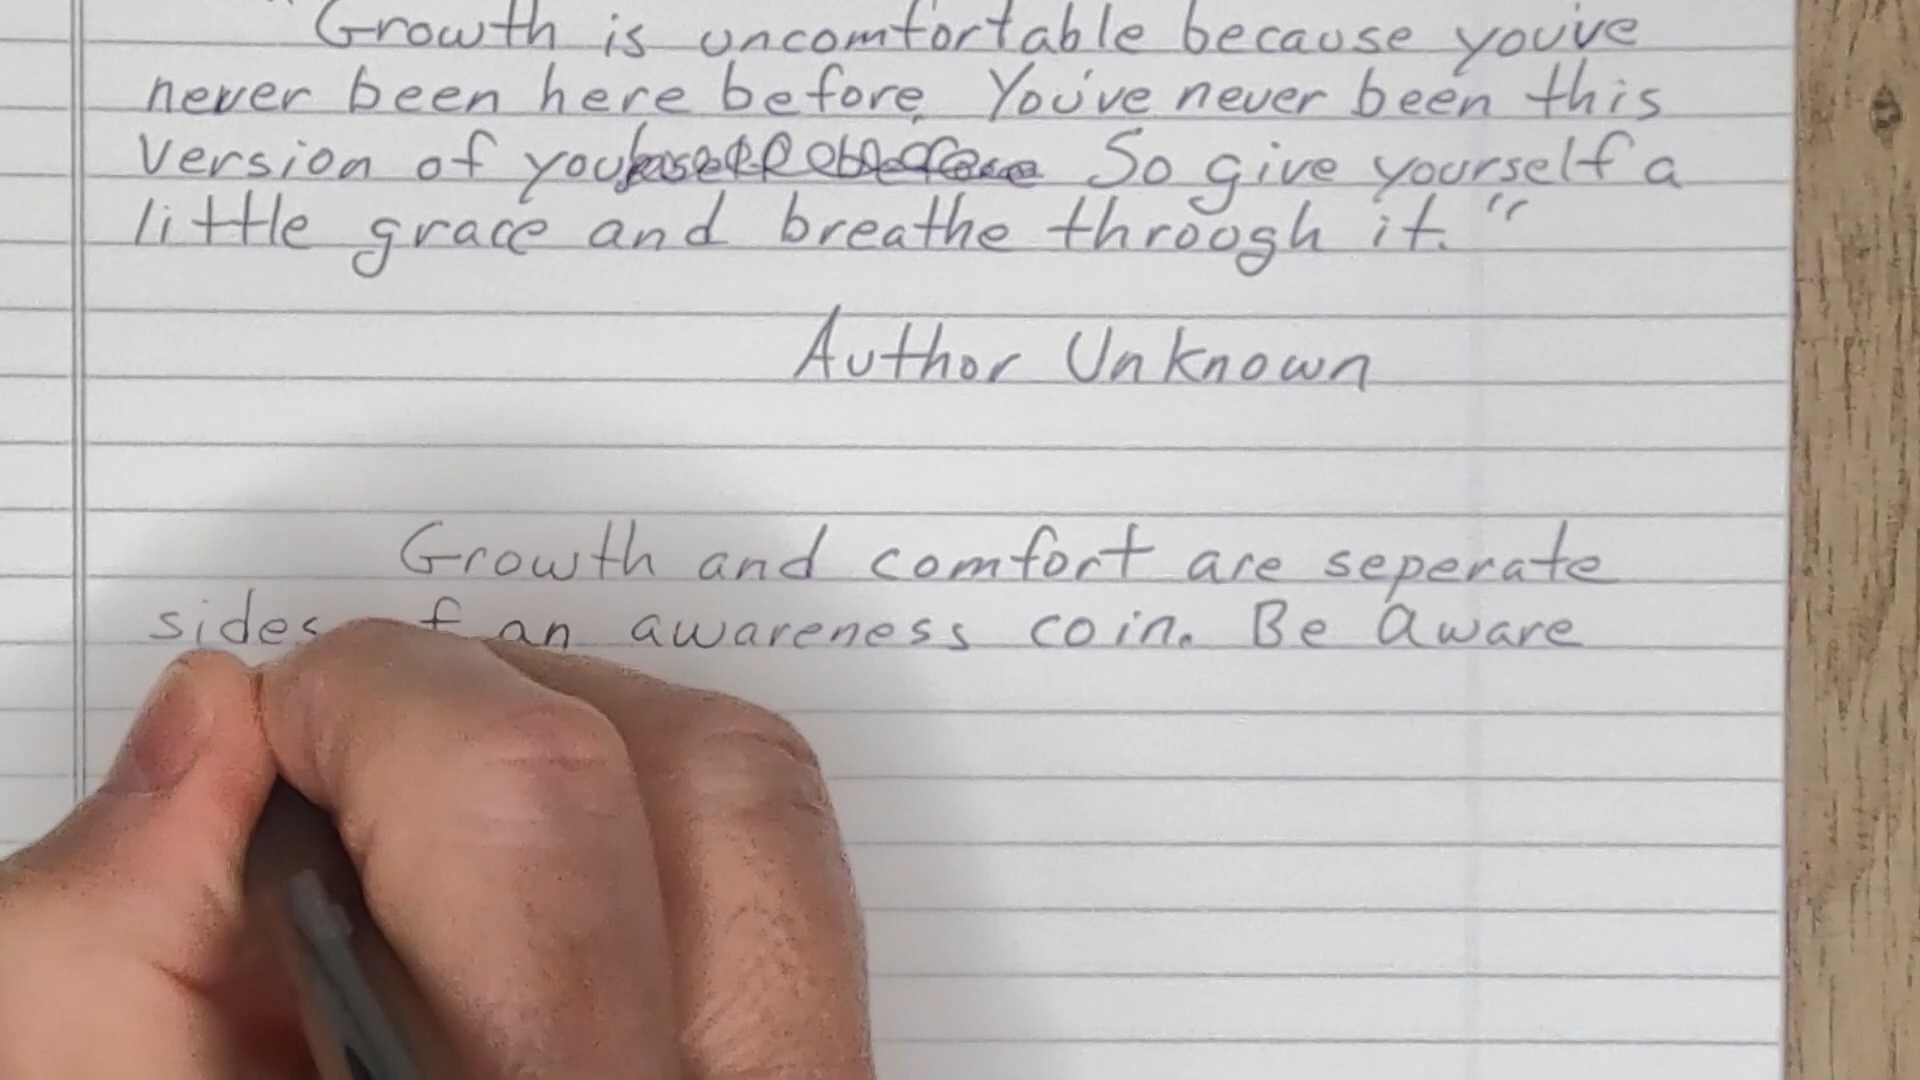 "Growth is uncomfortable because you've
never been here before. You've never been this
version of you So give yourself a
little grace and breathe through it."
Author Unknown
Growth and comfort are seperate
sides of an awareness coin. Be Aware